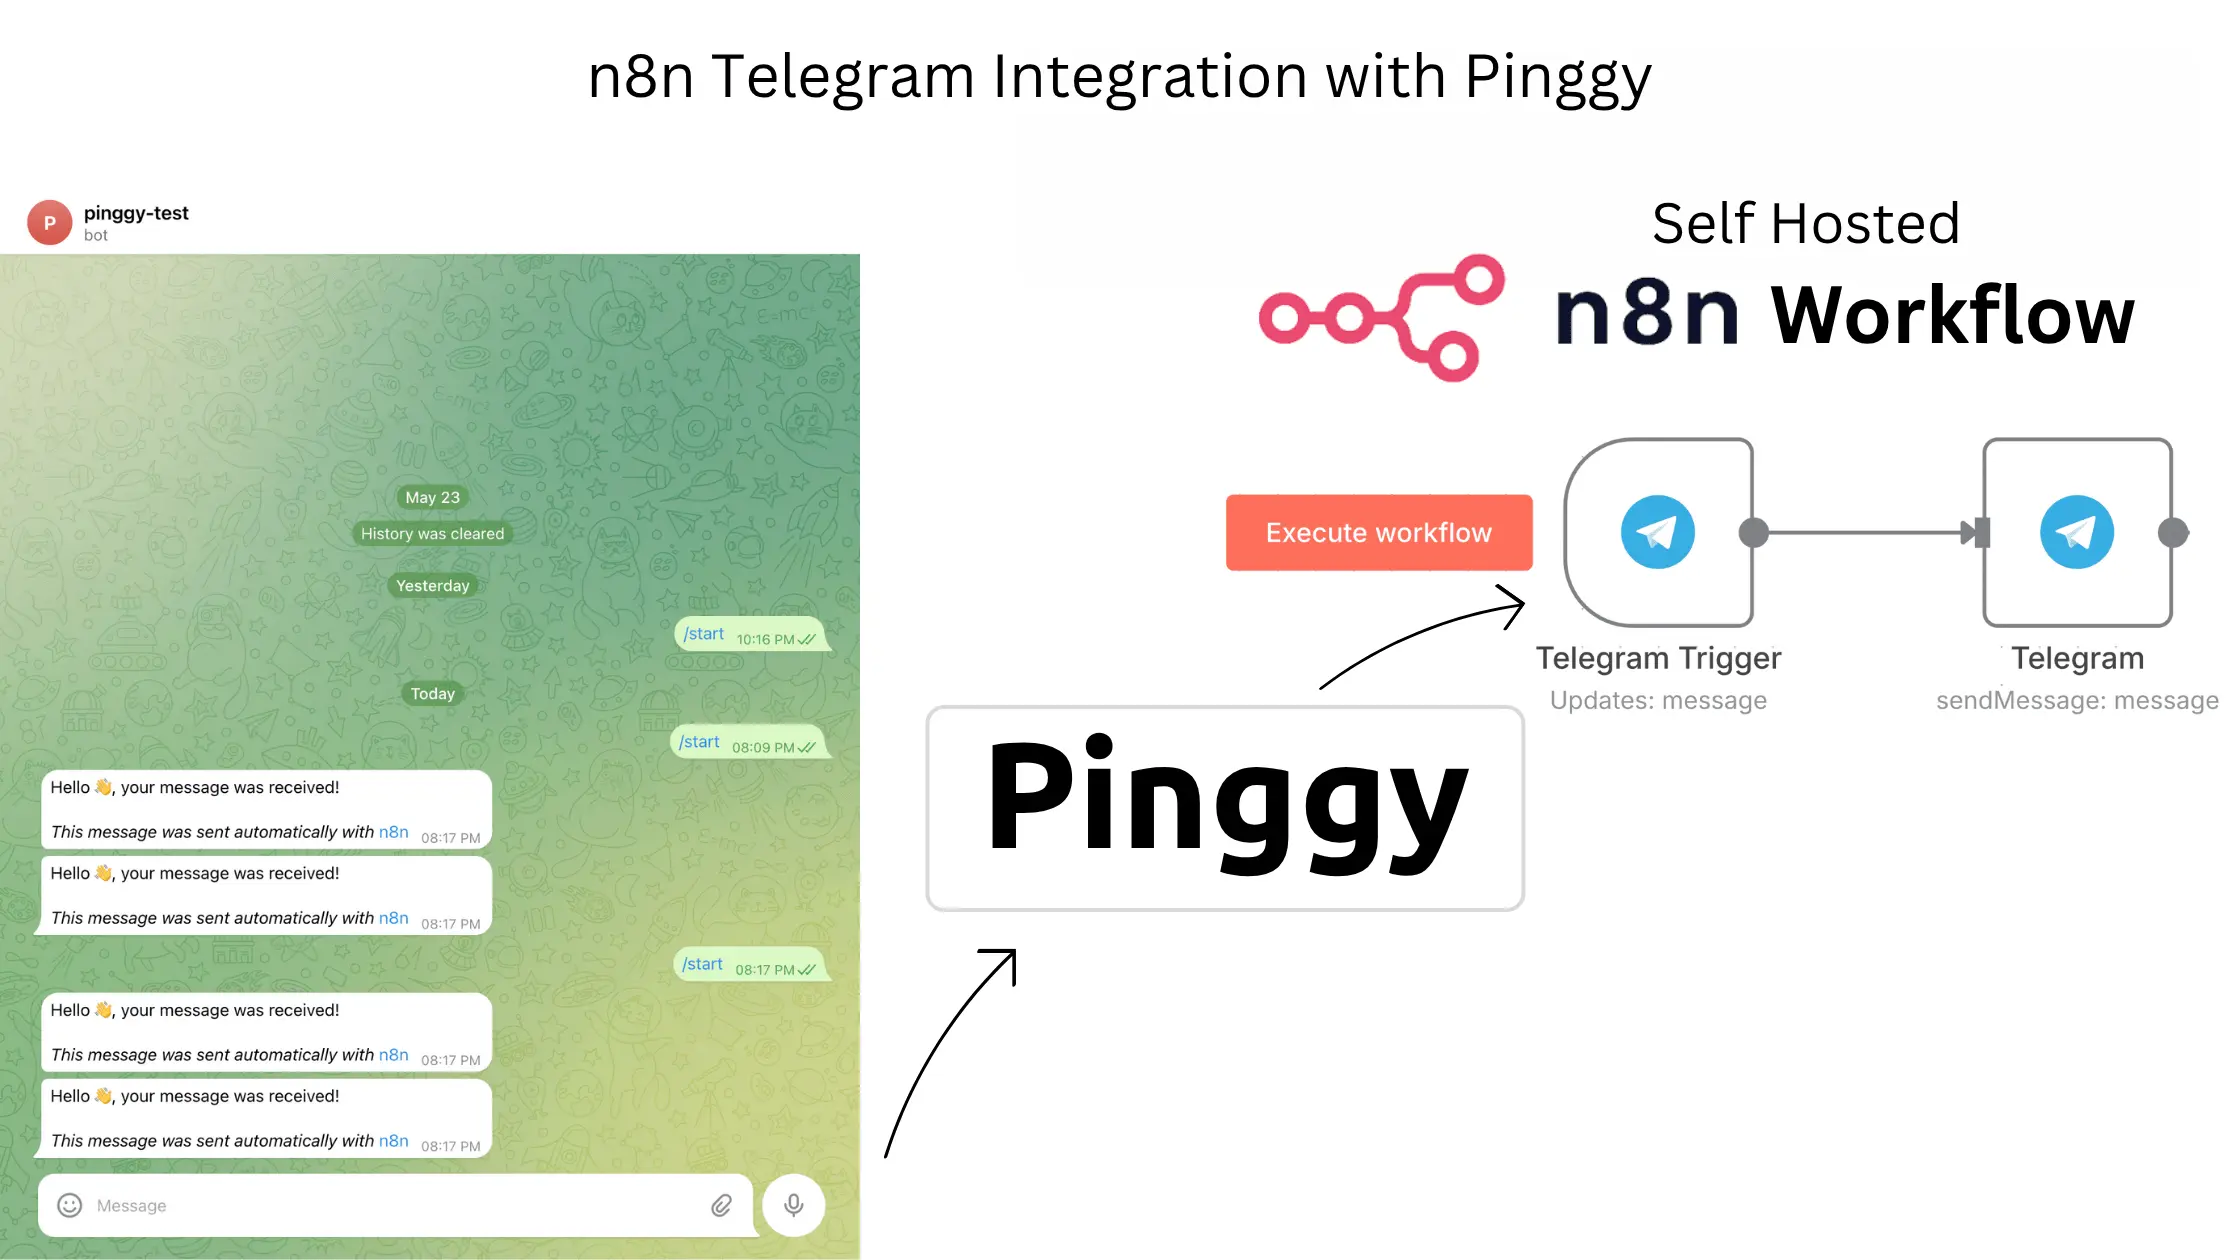 n8n Telegram Integration with Pinggy
P
pinggy-test
bot
May 23
History was cleared
Yesterday
/start 10:16 PM
Today
/start 08:09 PM
Hello 👋, your message was received!
This message was sent automatically with n8n 08:17 PM
Hello 👋, your message was received!
This message was sent automatically with n8n 08:17 PM
/start 08:17 PM
Hello 👋, your message was received!
This message was sent automatically with n8n 08:17 PM
Hello 👋, your message was received!
This message was sent automatically with n8n 08:17 PM
Message
Self Hosted
n8n Workflow
Execute workflow
Telegram Trigger
Updates: message
Telegram
sendMessage: message
Pinggy